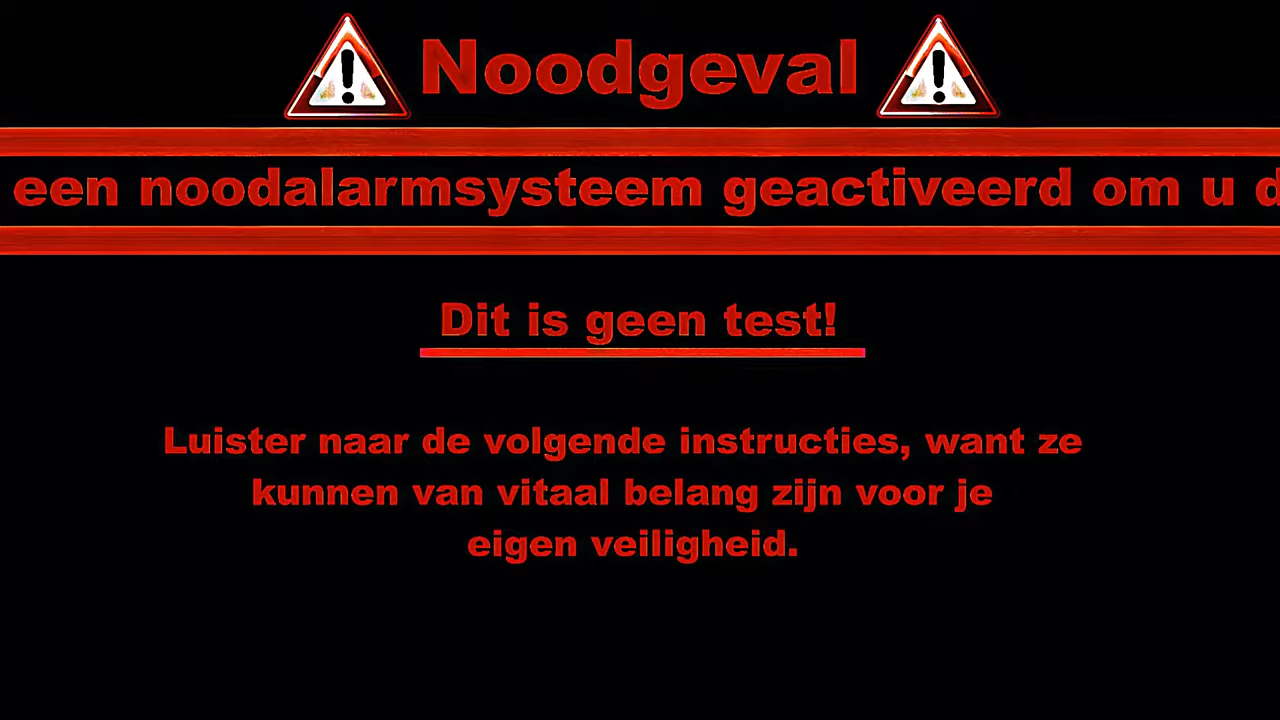 Noodgeval
een noodalarmsysteem geactiveerd om u
Dit is geen test!
Luister naar de volgende instructies, want ze
kunnen van vitaal belang zijn voor je
eigen veiligheid.